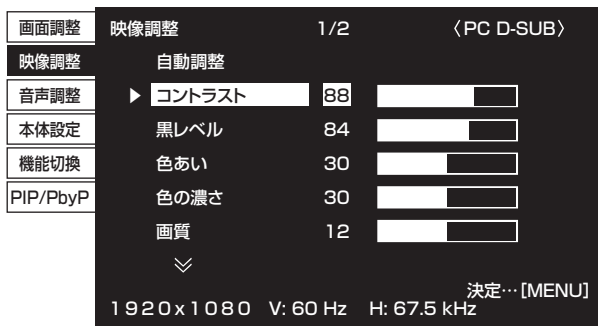 画面調整
映像調整
音声調整
本体設定
機能切換
PIP/PbyP
映像調整 1/2 〈PC D-SUB〉
自動調整
コントラスト 88
黒レベル 84
色あい 30
色の濃さ 30
画質 12
決定…[MENU]
1920x1080 V: 60 Hz H: 67.5 kHz